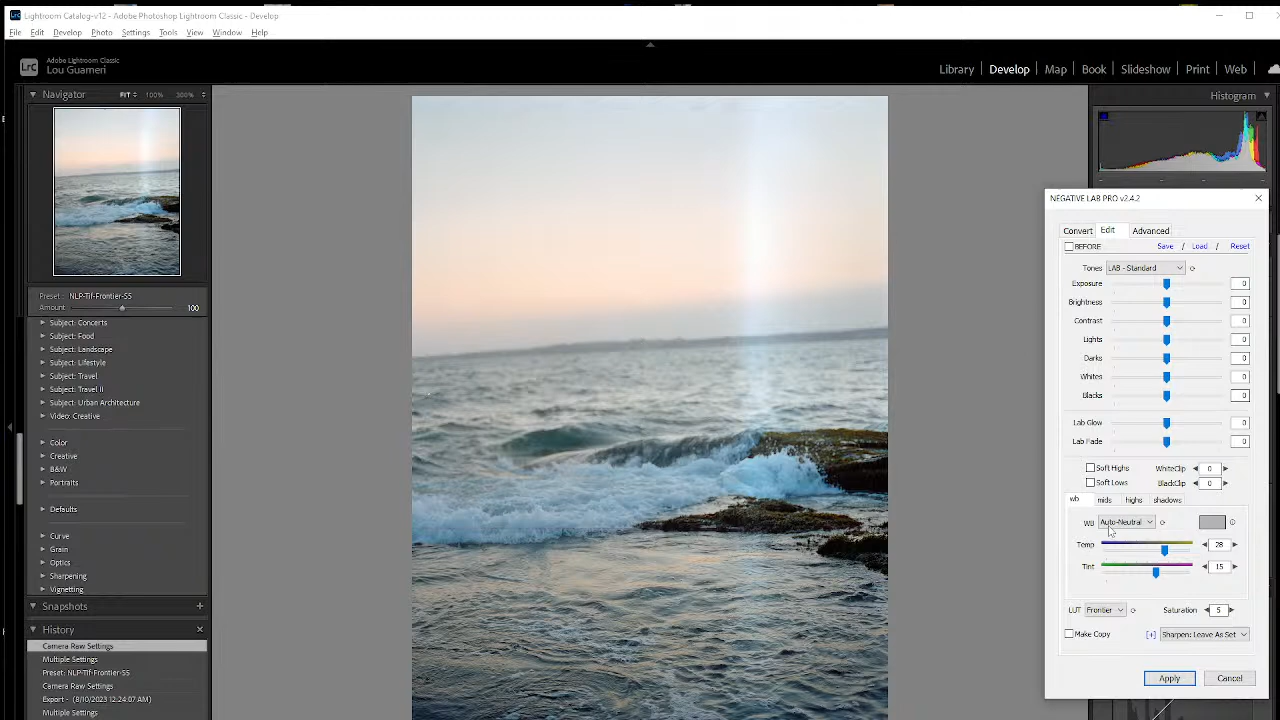 Lightroom Catalog-v12 - Adobe Photoshop Lightroom Classic - Develop
File Edit Develop Photo Settings Tools View Window Help
LrC
Adobe Lightroom Classic
Lou Guarneri
Library Develop Map Book Slideshow Print Web
Navigator FIT 100% 300%
Histogram
Preset : NLP-Tif-Frontier-S5
Amount 100
Subject: Concerts
Subject: Food
Subject: Landscape
Subject: Lifestyle
Subject: Travel
Subject: Travel II
Subject: Urban Architecture
Video: Creative
Color
Creative
B&W
Portraits
Defaults
Curve
Grain
Optics
Sharpening
Vignetting
Snapshots +
History
Camera Raw Settings
Multiple Settings
Preset: NLP-Tif-Frontier-S5
Camera Raw Settings
Export - (8/10/2023 12:24:07 AM)
Multiple Settings
NEGATIVE LAB PRO v2.4.2
Convert Edit Advanced
BEFORE Save / Load / Reset
Tones LAB - Standard
Exposure 0
Brightness 0
Contrast 0
Lights 0
Darks 0
Whites 0
Blacks 0
Lab Glow 0
Lab Fade 0
Soft Highs WhiteClip 0
Soft Lows BlackClip 0
wb mids highs shadows
WB Auto-Neutral
Temp 28
Tint 15
LUT Frontier Saturation 5
Make Copy [+] Sharpen: Leave As Set
Apply Cancel